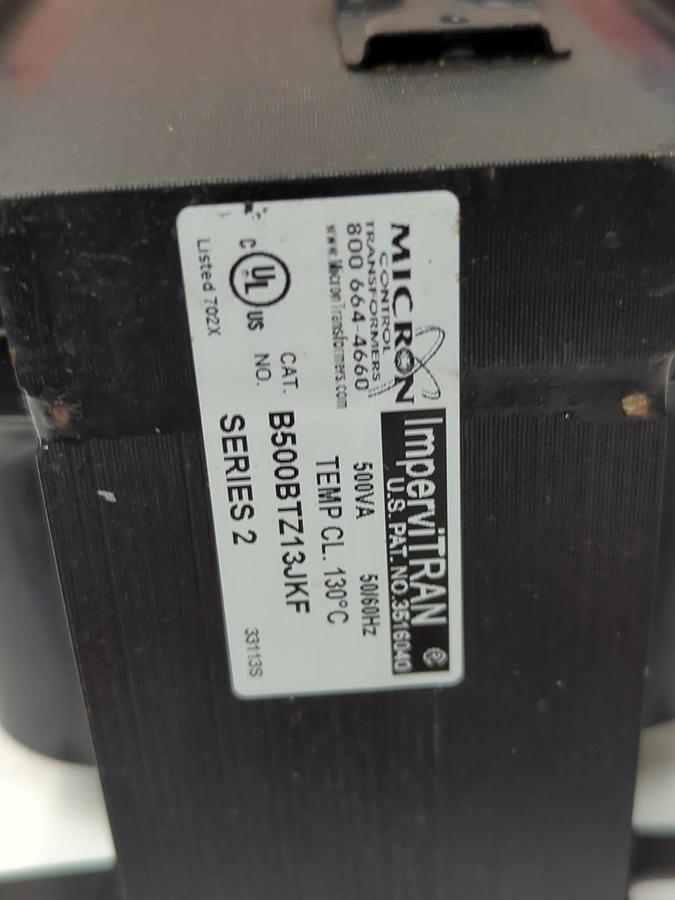 MICRON
CONTROL
TRANSFORMERS
800 664-4660
www.MicronTransformers.com
ImperviTRAN ®
U.S. PAT. NO.3516040
500VA 50/60Hz
TEMP CL. 130°C
C UL US
Listed 702X
CAT. NO. B500BTZ13JKF
SERIES 2
33113S